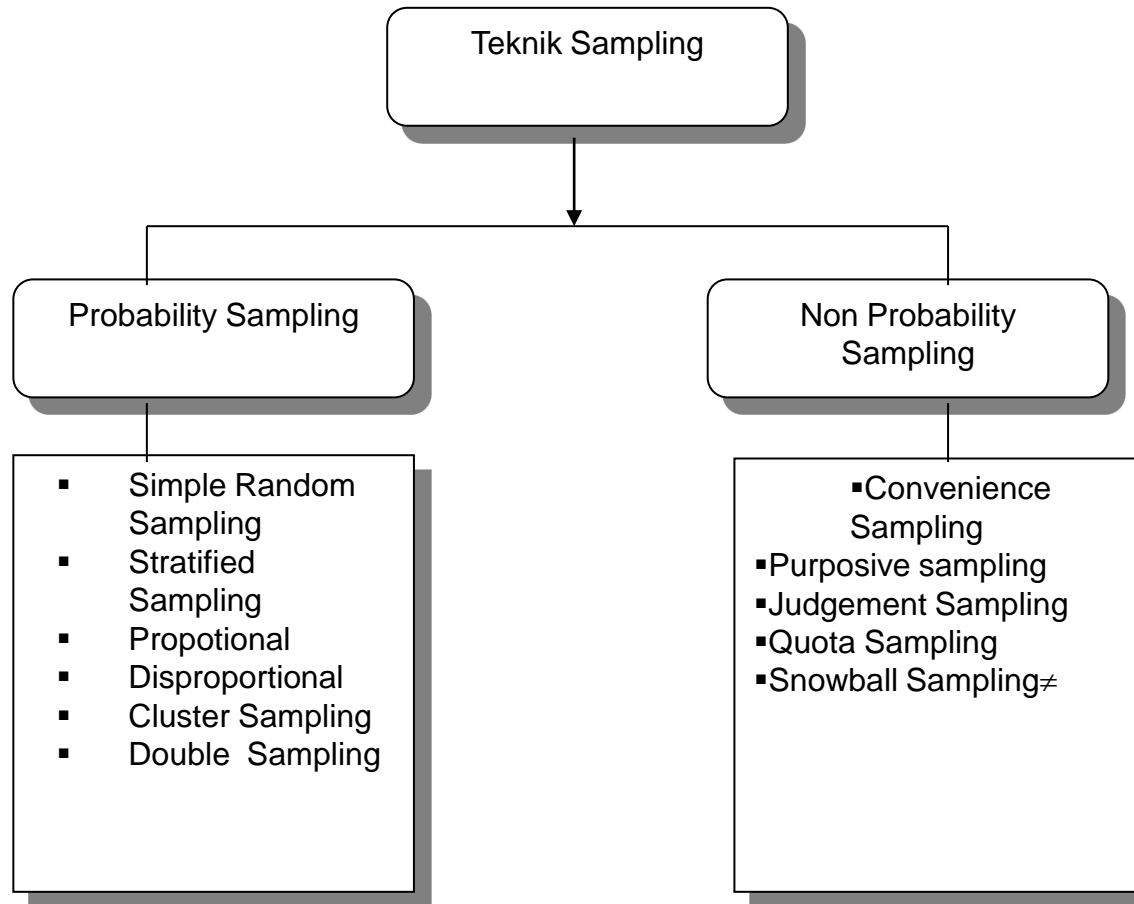 Teknik Sampling
Probability Sampling
Non Probability
Sampling
▪ Simple Random
Sampling
▪ Stratified
Sampling
▪ Propotional
▪ Disproportional
▪ Cluster Sampling
▪ Double Sampling
▪Convenience
Sampling
▪Purposive sampling
▪Judgement Sampling
▪Quota Sampling
▪Snowball Sampling≠